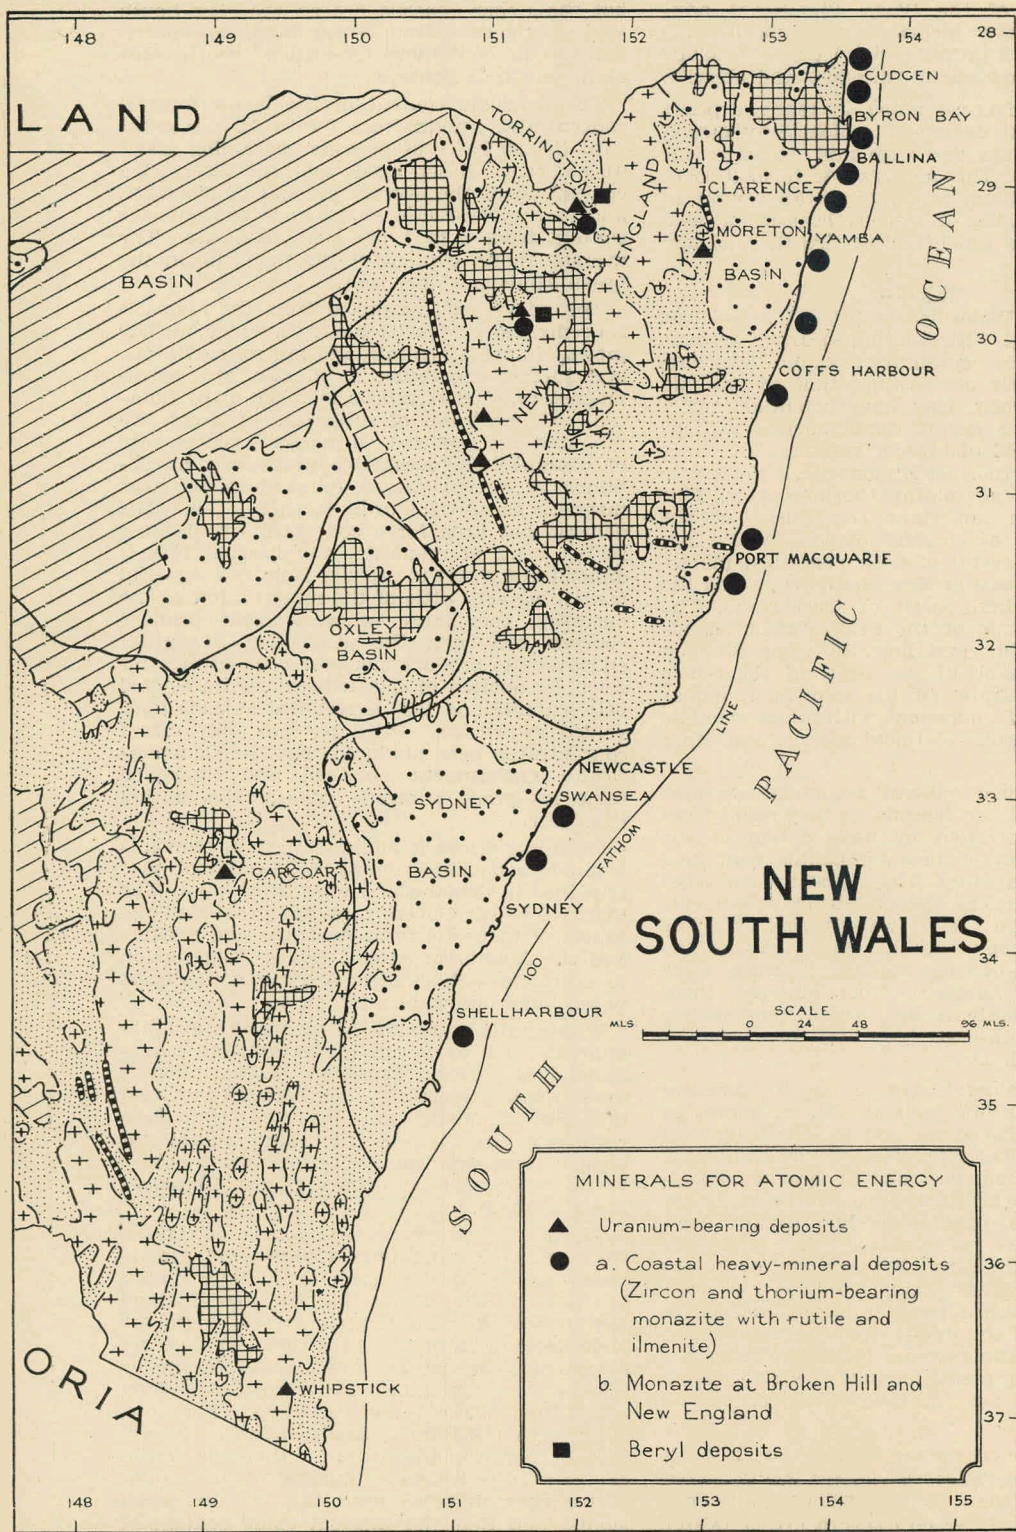 148 149 150 151 152 153 154
28
LAND
TORRINGTON
CUDGEN
BYRON BAY
BALLINA
29
ENGLAND
CLARENCE
MORETON
YAMBA
BASIN
BASIN
OCEAN
30
NEW
COFFS HARBOUR
31
PORT MACQUARIE
OXLEY
BASIN
32
PACIFIC
LINE
NEWCASTLE
SWANSEA
SYDNEY
33
FATHOM
CARCOAR
BASIN
SYDNEY
NEW
SOUTH WALES
34
100
SHELLHARBOUR
SCALE
MLS 0 24 48 96 MLS.
SOUTH
35
MINERALS FOR ATOMIC ENERGY
Uranium-bearing deposits
a. Coastal heavy-mineral deposits
(Zircon and thorium-bearing
monazite with rutile and
ilmenite)
36
b. Monazite at Broken Hill and
New England
Beryl deposits
ORIA
WHIPSTICK
37
148 149 150 151 152 153 154 155